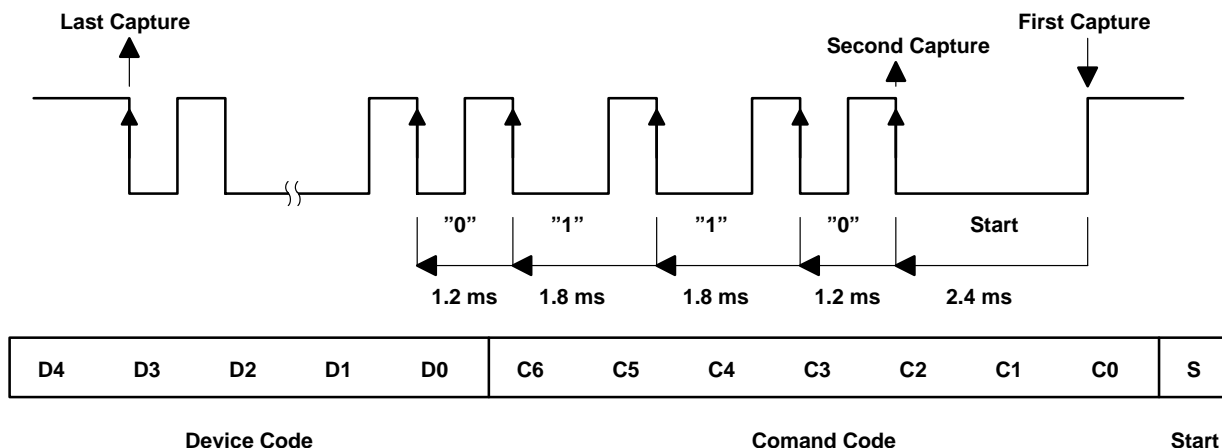 Last Capture
First Capture
Second Capture
”0” ”1” ”1” ”0” Start
1.2 ms 1.8 ms 1.8 ms 1.2 ms 2.4 ms
D4 D3 D2 D1 D0 C6 C5 C4 C3 C2 C1 C0 S
Device Code Comand Code Start